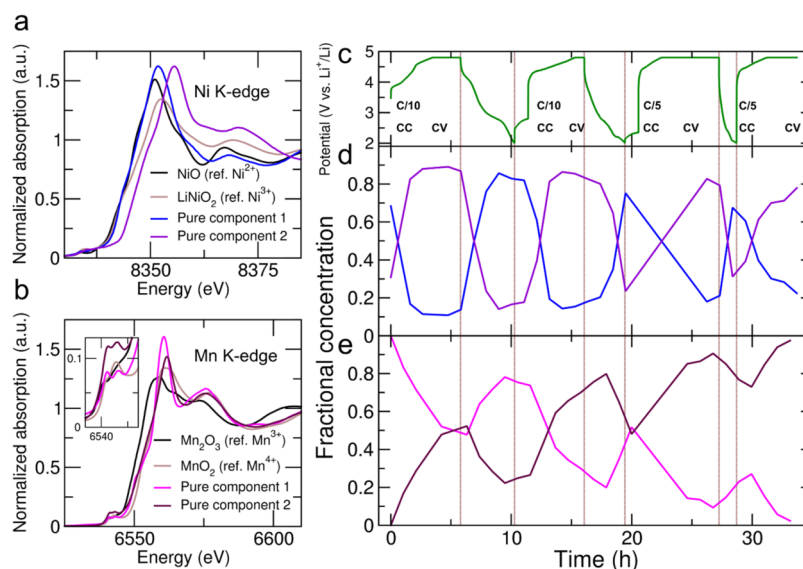 a
Normalized absorption (a.u.)
1.5
1
0.5
0
Ni K-edge
NiO (ref. Ni²⁺)
LiNiO₂ (ref. Ni³⁺)
Pure component 1
Pure component 2
8350
8375
Energy (eV)
b
Normalized absorption (a.u.)
1.5
1
0.5
0
0.1
0
6540
Mn K-edge
Mn₂O₃ (ref. Mn³⁺)
MnO₂ (ref. Mn⁴⁺)
Pure component 1
Pure component 2
6550
6600
Energy (eV)
c
Potential (V vs. Li⁺/Li)
5
4
3
2
C/10
CC
CV
C/10
CC
CV
C/5
CC
CV
C/5
CC
CV
d
Fractional concentration
0.8
0.6
0.4
0.2
0
e
0.8
0.6
0.4
0.2
0
0
10
20
30
Time (h)